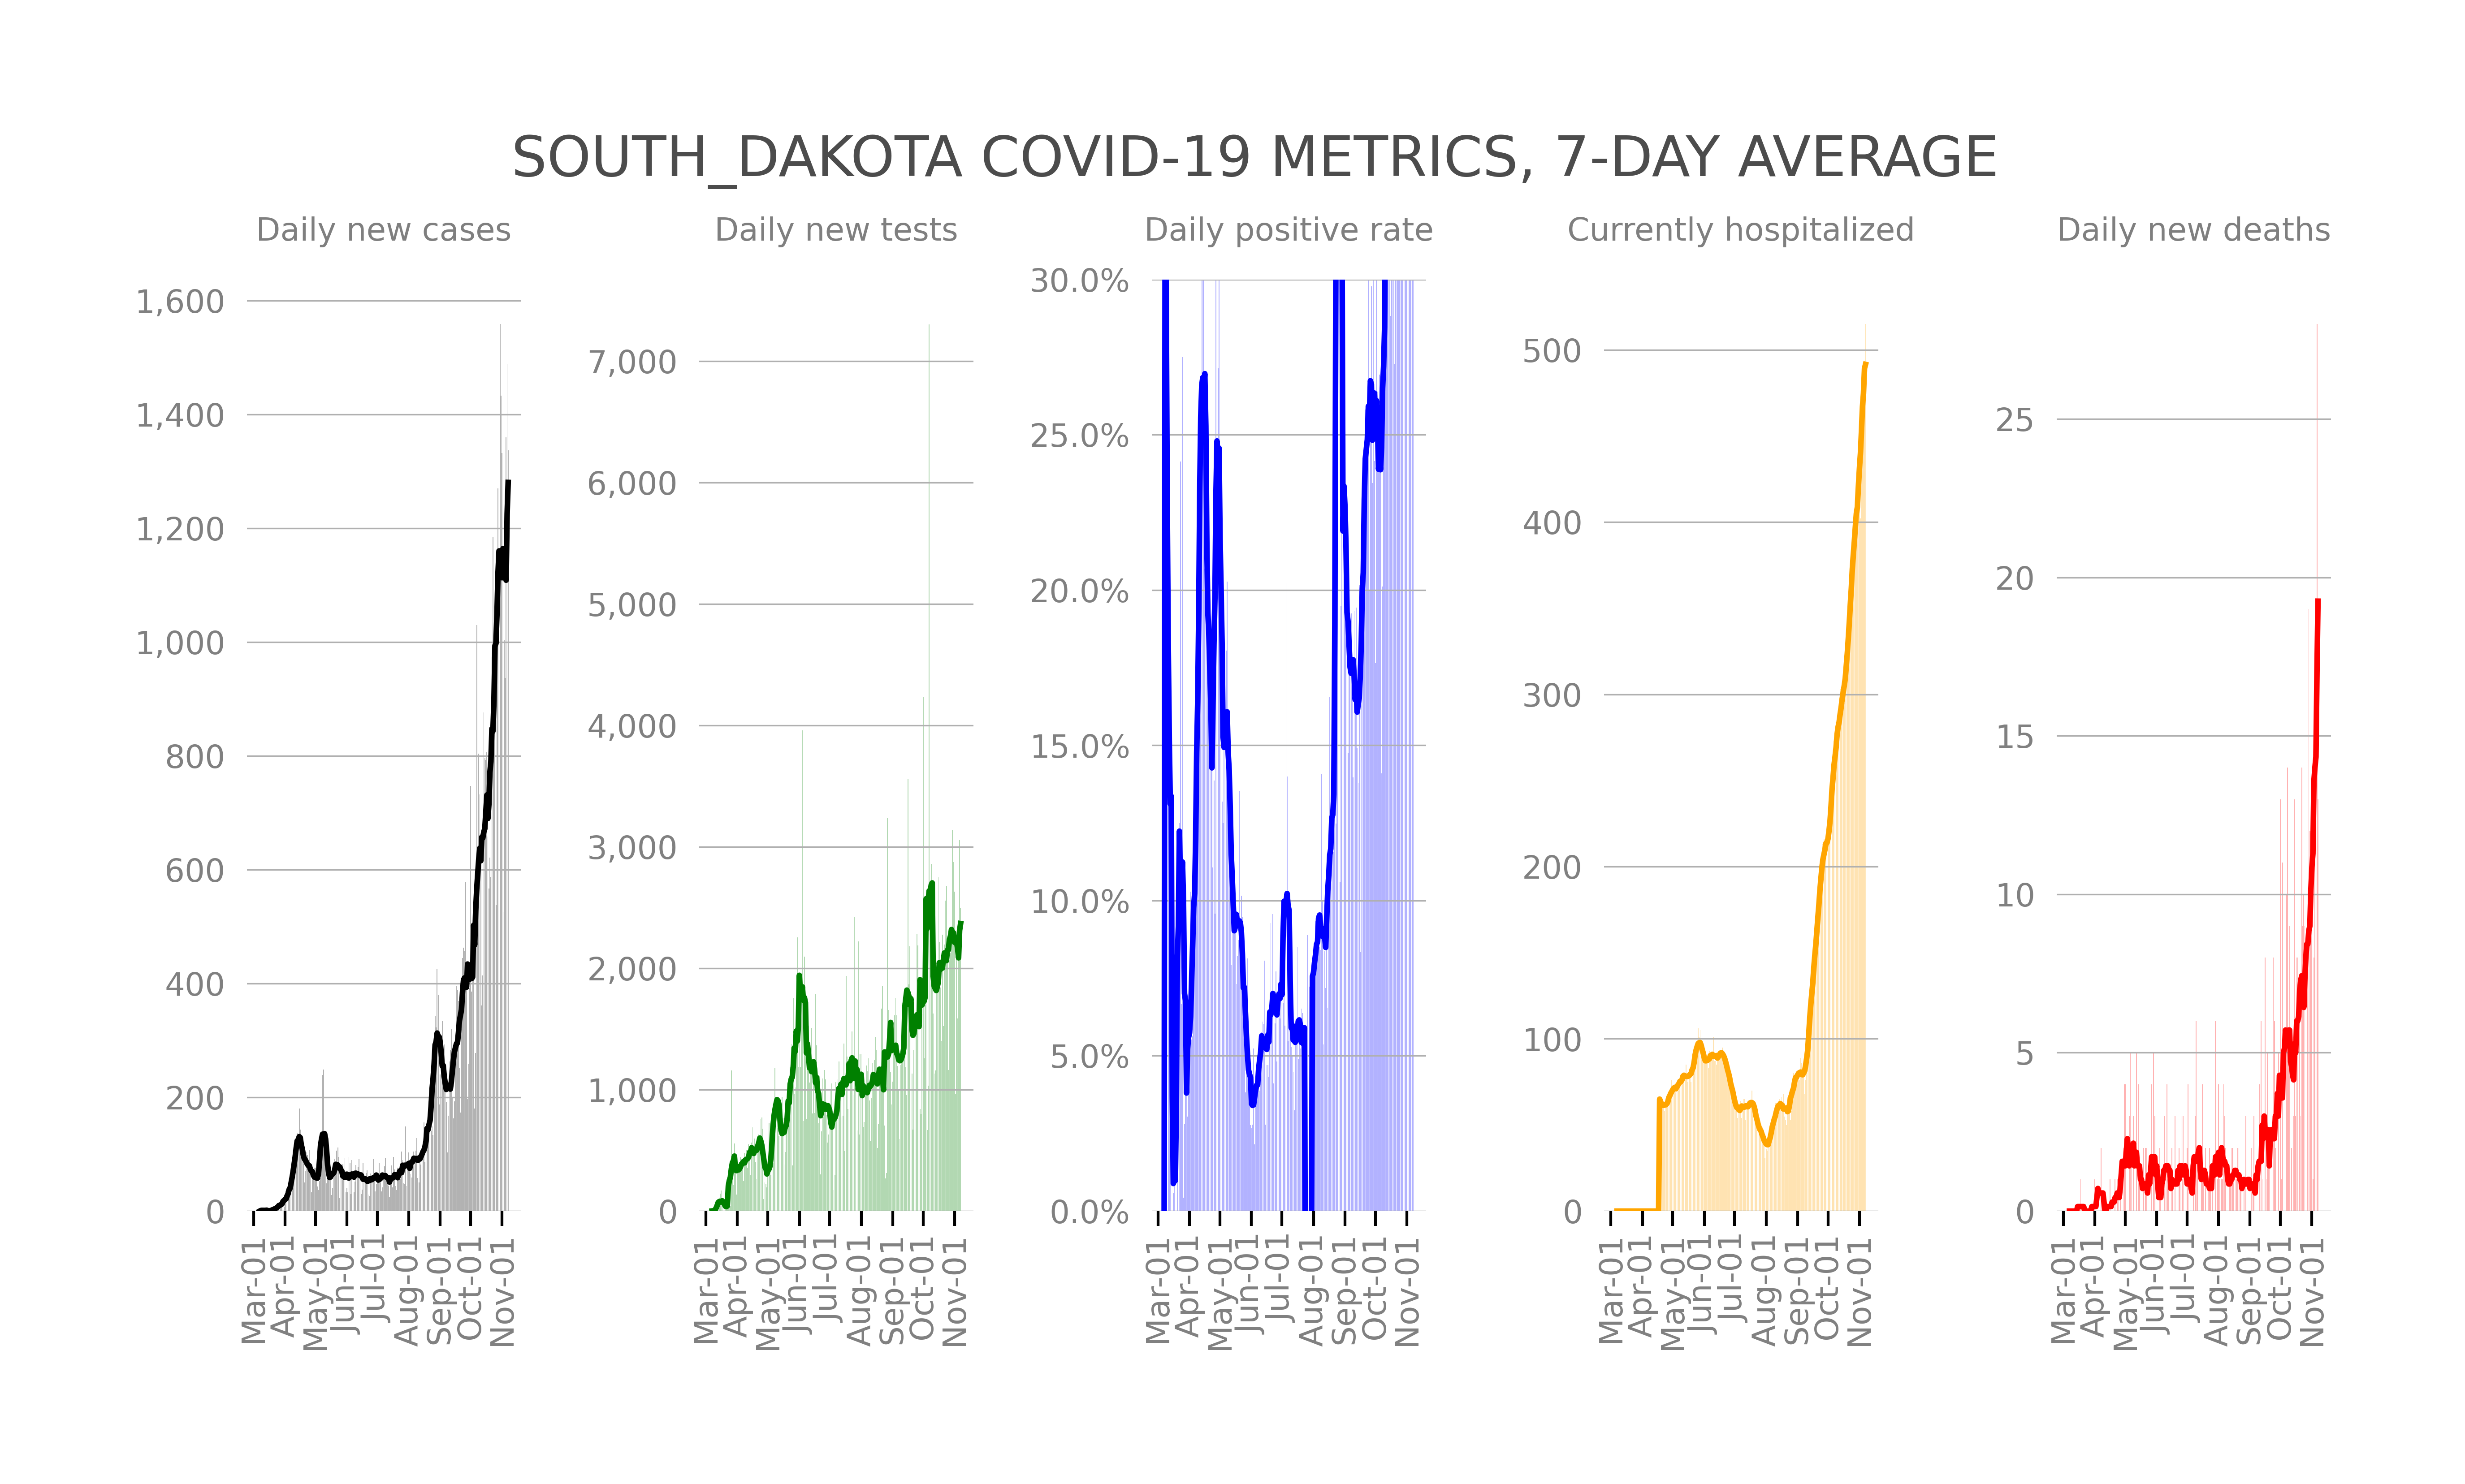 SOUTH_DAKOTA COVID-19 METRICS, 7-DAY AVERAGE
Daily new cases
1,600
1,400
1,200
1,000
800
600
400
200
0
Mar-01
Apr-01
May-01
Jun-01
Jul-01
Aug-01
Sep-01
Oct-01
Nov-01
Daily new tests
7,000
6,000
5,000
4,000
3,000
2,000
1,000
0
Mar-01
Apr-01
May-01
Jun-01
Jul-01
Aug-01
Sep-01
Oct-01
Nov-01
Daily positive rate
30.0%
25.0%
20.0%
15.0%
10.0%
5.0%
0.0%
Mar-01
Apr-01
May-01
Jun-01
Jul-01
Aug-01
Sep-01
Oct-01
Nov-01
Currently hospitalized
500
400
300
200
100
0
Mar-01
Apr-01
May-01
Jun-01
Jul-01
Aug-01
Sep-01
Oct-01
Nov-01
Daily new deaths
25
20
15
10
5
0
Mar-01
Apr-01
May-01
Jun-01
Jul-01
Aug-01
Sep-01
Oct-01
Nov-01